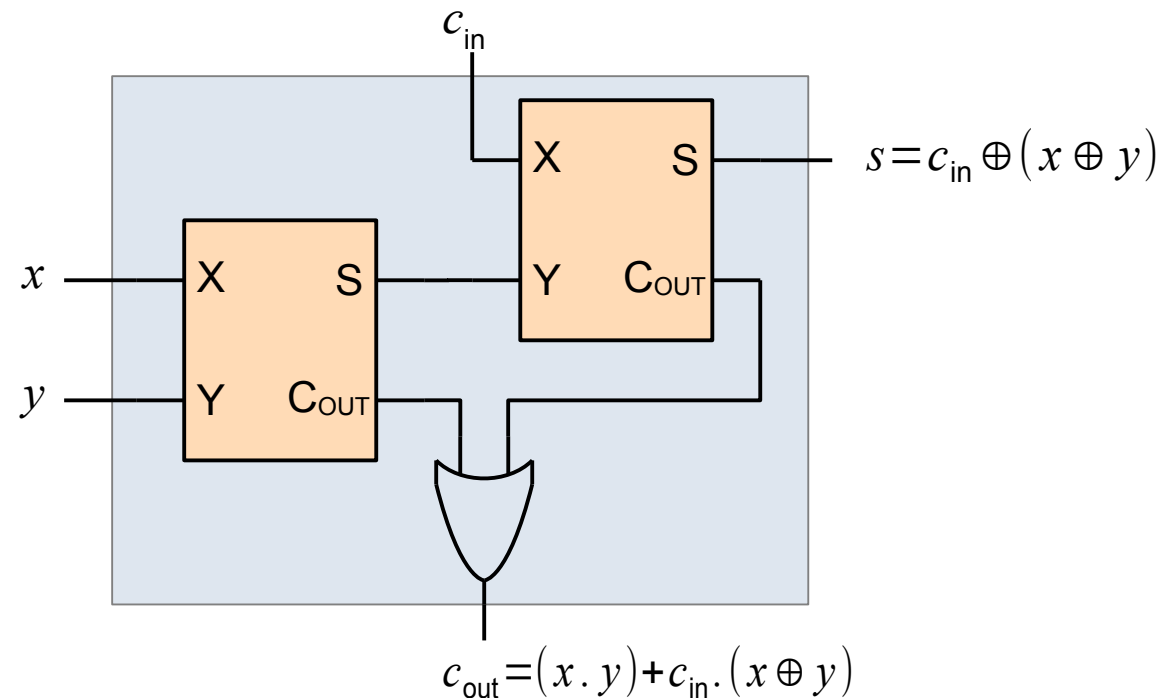 c_in
X S
s=c_in ⊕(x ⊕ y)
x X S Y C_OUT
y Y C_OUT
c_out=(x . y)+c_in.(x ⊕ y)